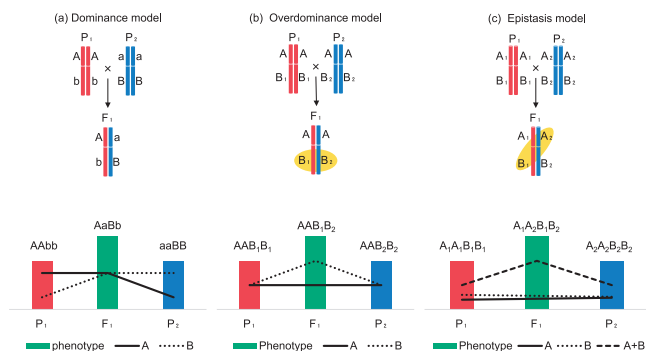 (a) Dominance model
(b) Overdominance model
(c) Epistasis model
P₁ P₂
P₁ P₂
P₁ P₂
A A a a
A A A A
A₁ A₁ A₂ A₂
× × ×
b b B B
B₁ B₁ B₂ B₂
B₁ B₁ B₂ B₂
F₁
F₁
F₁
A a
A A
A₁ A₂
b B
B₁ B₂
B₁ B₂
AAbb AaBb aaBB
AAB₁B₁ AAB₁B₂ AAB₂B₂
A₁A₁B₁B₁ A₁A₂B₁B₂ A₂A₂B₂B₂
P₁ F₁ P₂
P₁ F₁ P₂
P₁ F₁ P₂
phenotype A B
phenotype A B
Phenotype A B A+B